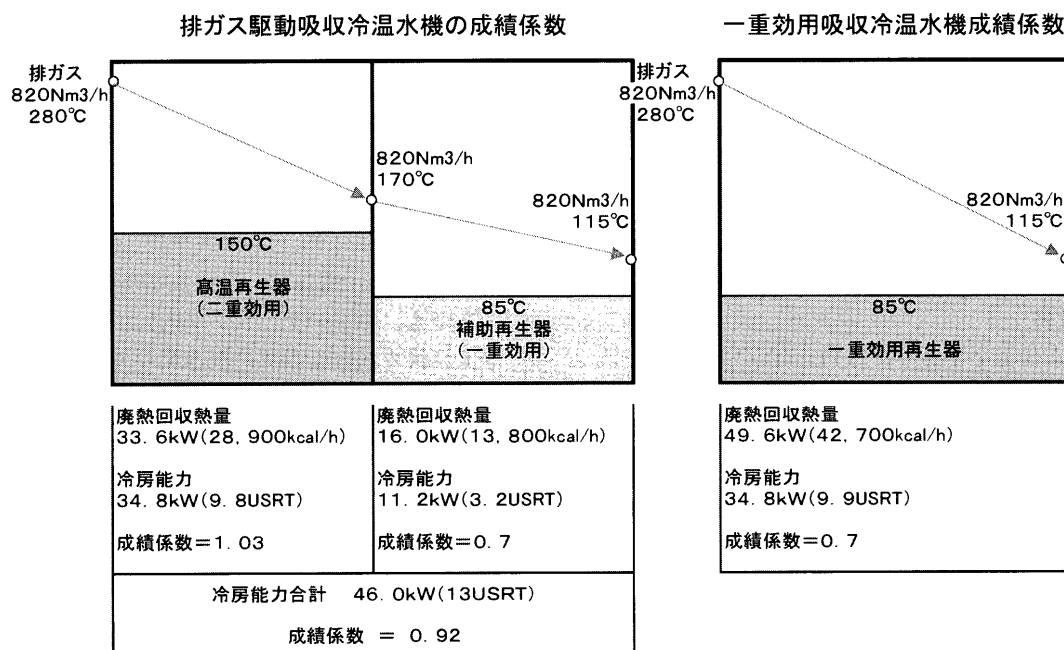 排ガス駆動吸収冷温水機の成績係数
排ガス
820Nm3/h
280℃
820Nm3/h
170℃
820Nm3/h
115℃
150℃
高温再生器
(二重効用)
85℃
補助再生器
(一重効用)
廃熱回収熱量
33.6kW(28,900kcal/h)
冷房能力
34.8kW(9.8USRT)
成績係数=1.03
廃熱回収熱量
16.0kW(13,800kcal/h)
冷房能力
11.2kW(3.2USRT)
成績係数=0.7
冷房能力合計 46.0kW(13USRT)
成績係数 = 0.92
一重効用吸収冷温水機成績係数
排ガス
820Nm3/h
280℃
820Nm3/h
115℃
85℃
一重効用再生器
廃熱回収熱量
49.6kW(42,700kcal/h)
冷房能力
34.8kW(9.9USRT)
成績係数=0.7